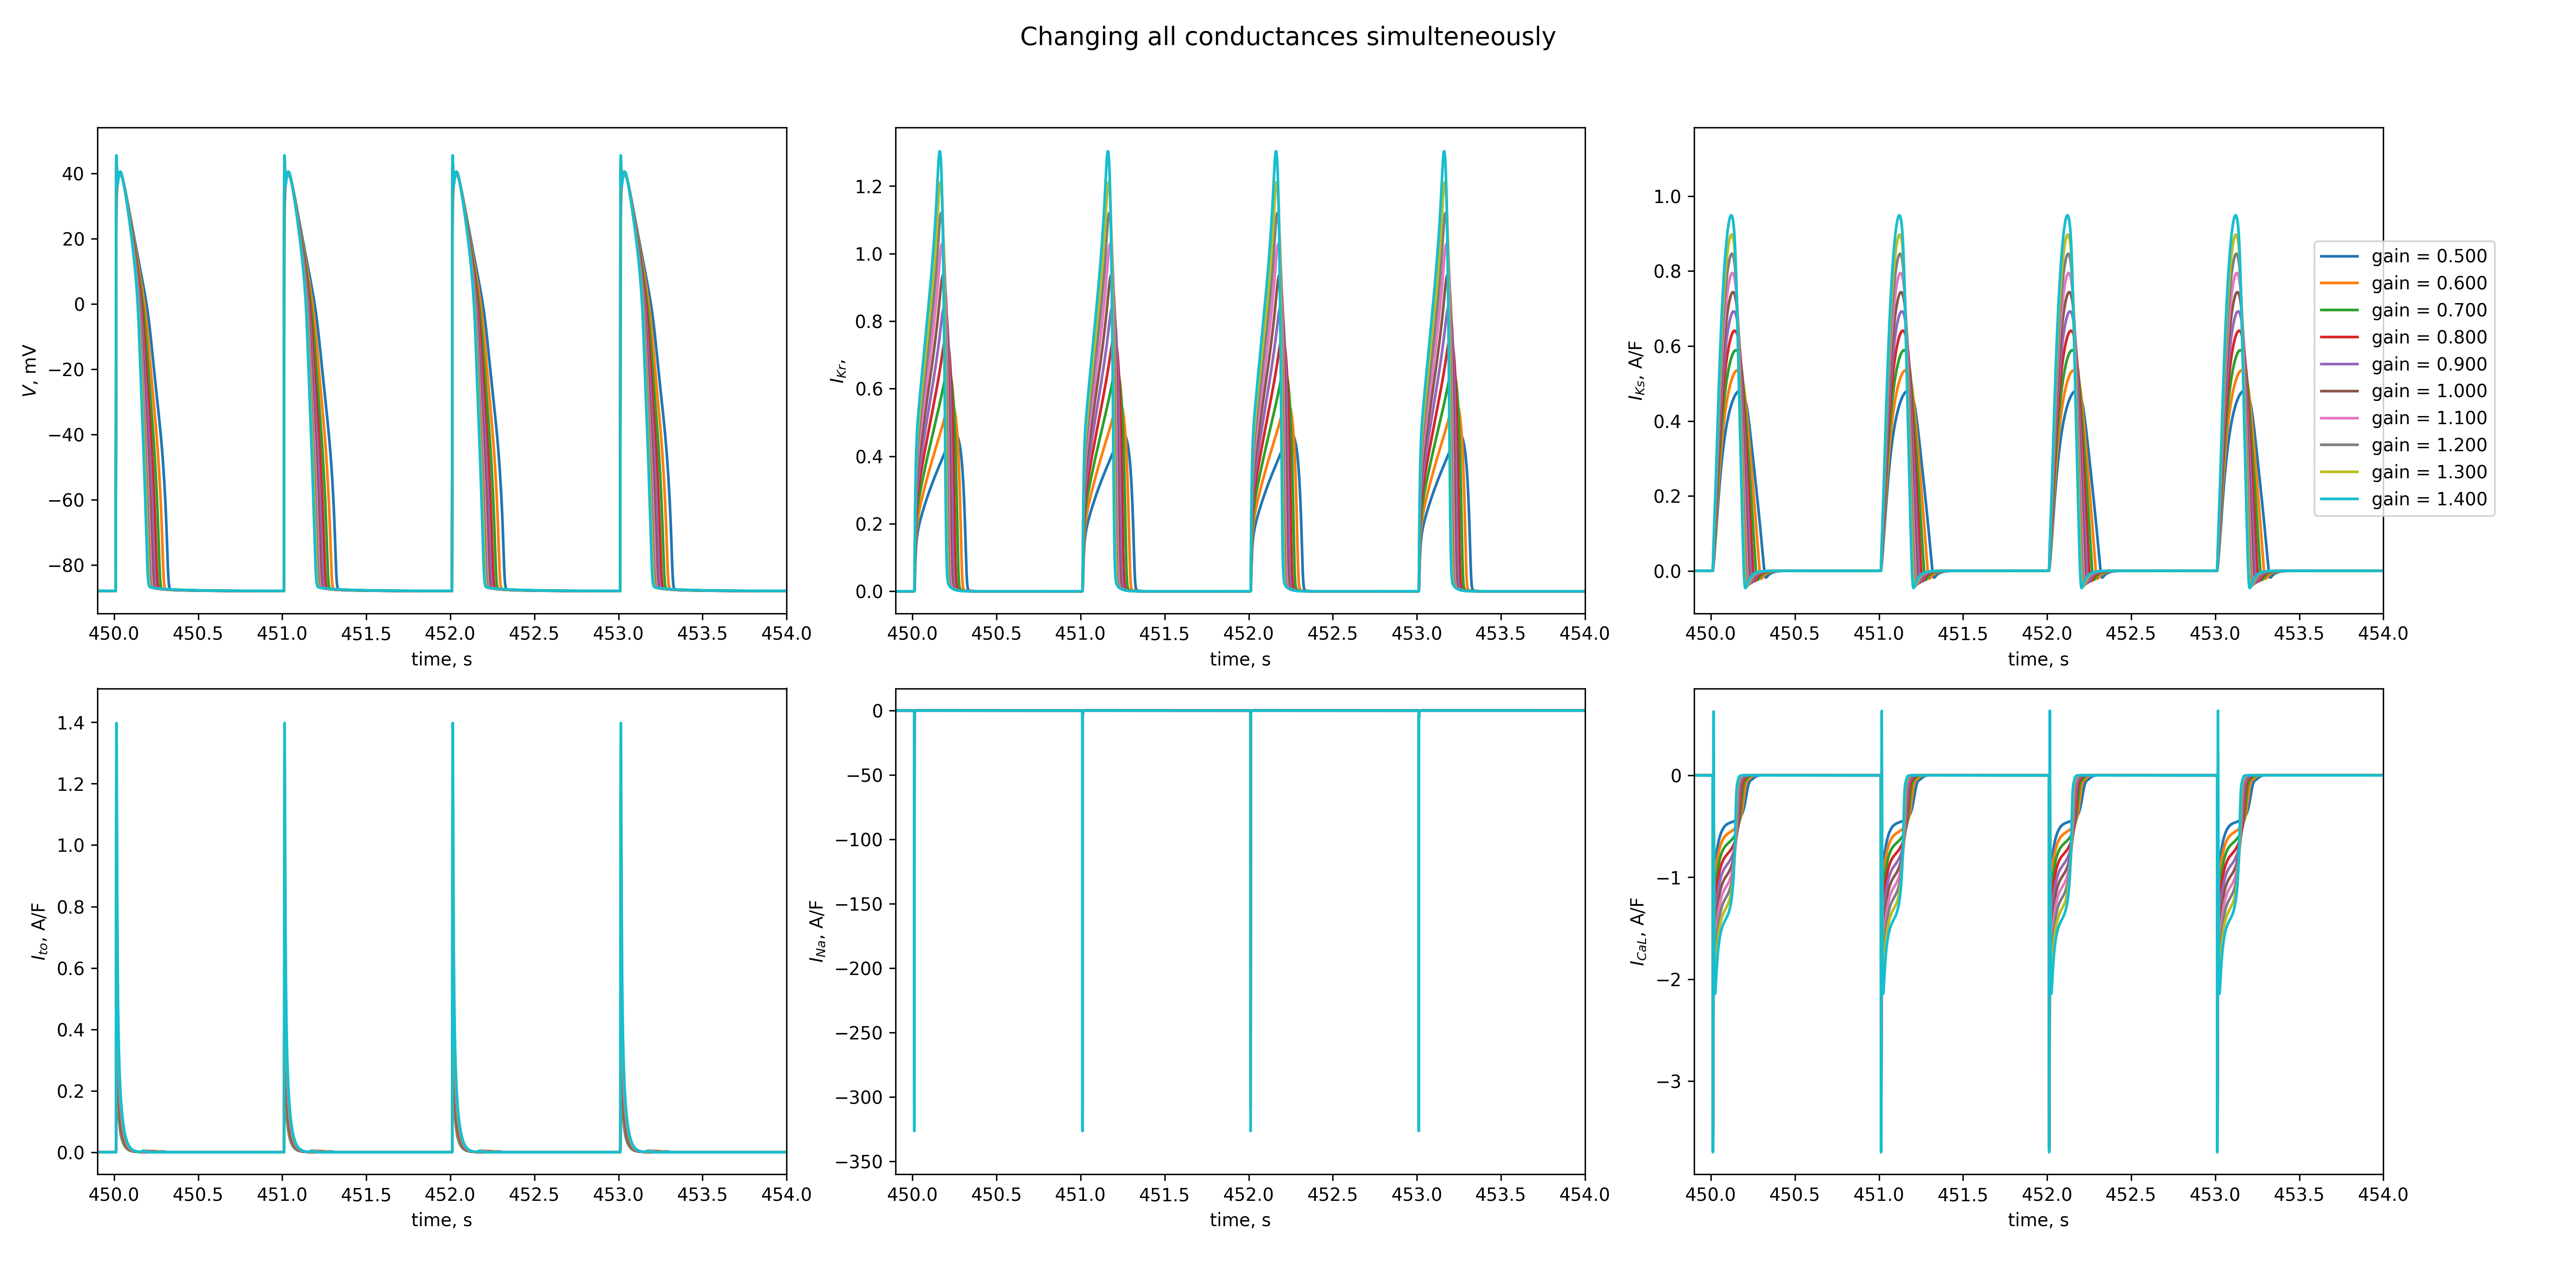 Changing all conductances simulteneously
V, mV
40
20
0
−20
−40
−60
−80
450.0 450.5 451.0 451.5 452.0 452.5 453.0 453.5 454.0
time, s
I_Kr,
1.2
1.0
0.8
0.6
0.4
0.2
0.0
450.0 450.5 451.0 451.5 452.0 452.5 453.0 453.5 454.0
time, s
I_Ks, A/F
1.0
0.8
0.6
0.4
0.2
0.0
450.0 450.5 451.0 451.5 452.0 452.5 453.0 453.5 454.0
time, s
gain = 0.500
gain = 0.600
gain = 0.700
gain = 0.800
gain = 0.900
gain = 1.000
gain = 1.100
gain = 1.200
gain = 1.300
gain = 1.400
I_to, A/F
1.4
1.2
1.0
0.8
0.6
0.4
0.2
0.0
450.0 450.5 451.0 451.5 452.0 452.5 453.0 453.5 454.0
time, s
I_Na, A/F
0
−50
−100
−150
−200
−250
−300
−350
450.0 450.5 451.0 451.5 452.0 452.5 453.0 453.5 454.0
time, s
I_CaL, A/F
0
−1
−2
−3
450.0 450.5 451.0 451.5 452.0 452.5 453.0 453.5 454.0
time, s